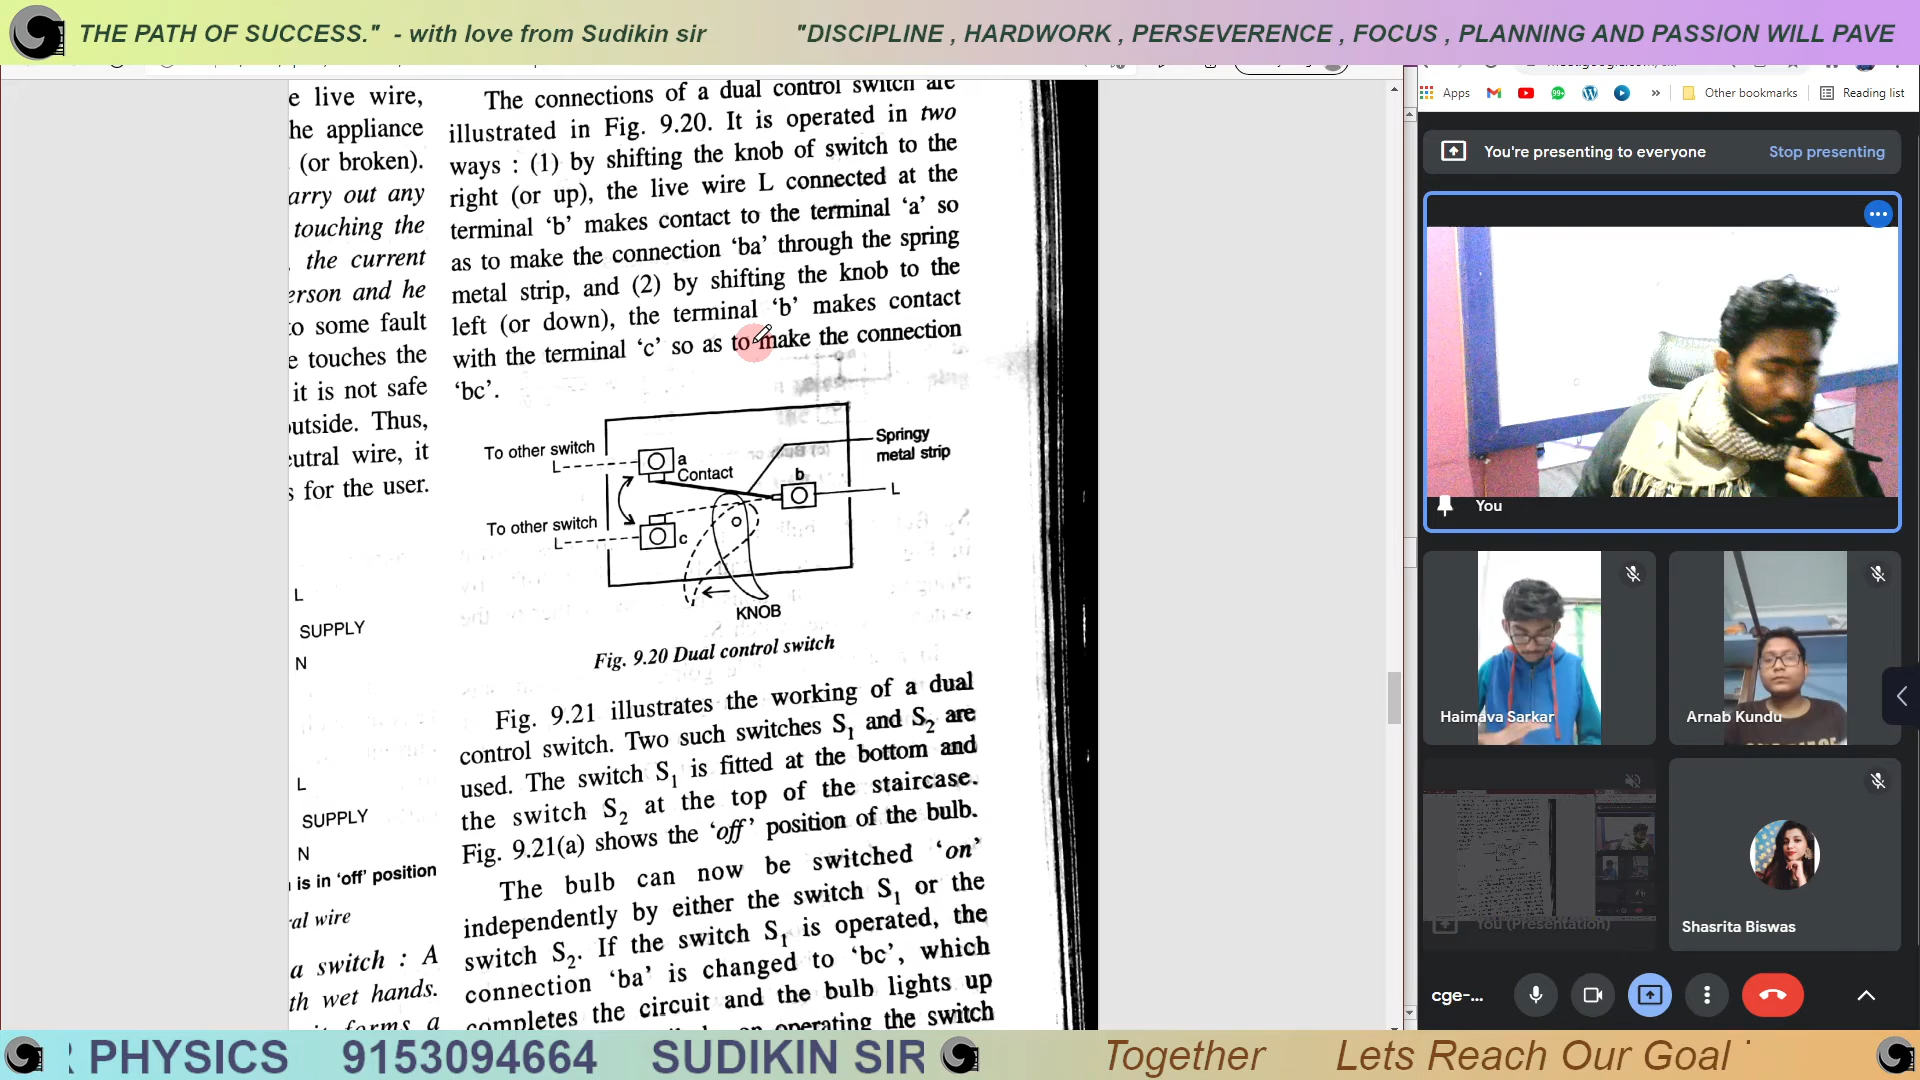 THE PATH OF SUCCESS." - with love from Sudikin sir
"DISCIPLINE , HARDWORK , PERSEVERENCE , FOCUS , PLANNING AND PASSION WILL PAVE
e live wire,
he appliance
(or broken).
arry out any
touching the
the current
erson and he
o some fault
e touches the
it is not safe
outside. Thus,
eutral wire, it
s for the user.
L
SUPPLY
N
L
SUPPLY
N
is in 'off' position
ral wire
a switch : A
th wet hands.
it forms a
The connections of a dual control switch are
illustrated in Fig. 9.20. It is operated in two
ways : (1) by shifting the knob of switch to the
right (or up), the live wire L connected at the
terminal 'b' makes contact to the terminal 'a' so
as to make the connection 'ba' through the spring
metal strip, and (2) by shifting the knob to the
left (or down), the terminal 'b' makes contact
with the terminal 'c' so as to make the connection
'bc'.
To other switch
L
a
Contact
Springy
metal strip
b
L
To other switch
L
c
KNOB
Fig. 9.20 Dual control switch
Fig. 9.21 illustrates the working of a dual
control switch. Two such switches S1 and S2 are
used. The switch S1 is fitted at the bottom and
the switch S2 at the top of the staircase.
Fig. 9.21(a) shows the 'off' position of the bulb.
The bulb can now be switched 'on'
independently by either the switch S1 or the
switch S2. If the switch S1 is operated, the
connection 'ba' is changed to 'bc', which
completes the circuit and the bulb lights up
operating the switch
Apps
99+
»
Other bookmarks
Reading list
You're presenting to everyone
Stop presenting
You
Haimava Sarkar
Arnab Kundu
You (Presentation)
Shasrita Biswas
cge-...
PHYSICS 9153094664 SUDIKIN SIR
Together Lets Reach Our Goal